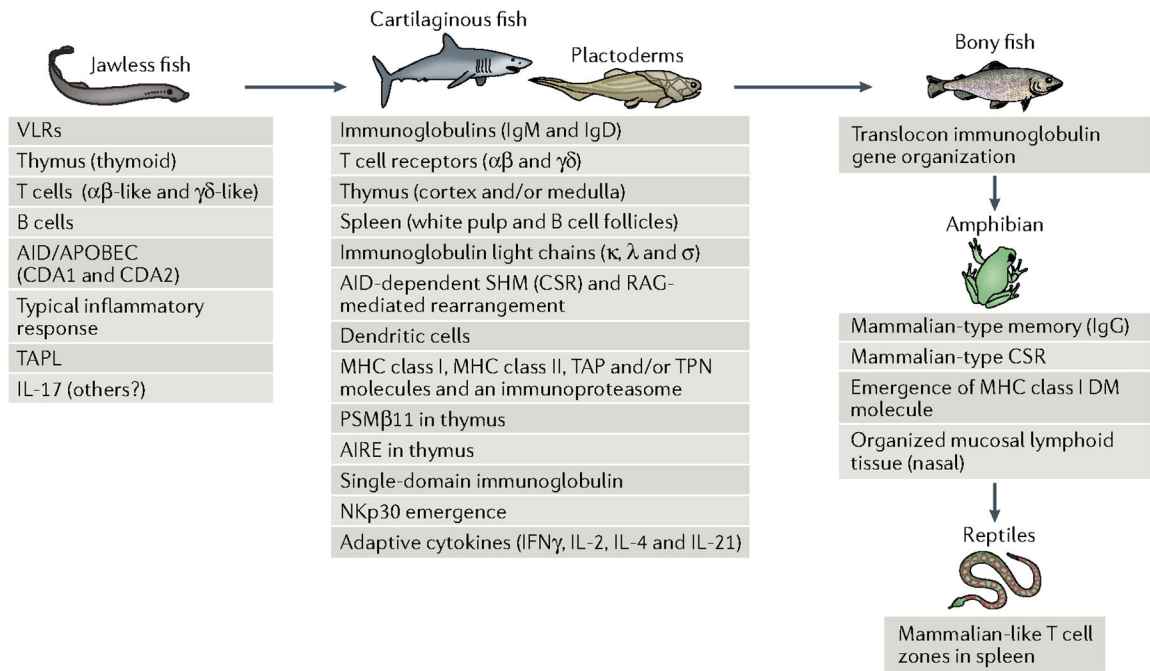 Jawless fish
VLRs
Thymus (thymoid)
T cells (αβ-like and γδ-like)
B cells
AID/APOBEC
(CDA1 and CDA2)
Typical inflammatory
response
TAPL
IL-17 (others?)
Cartilaginous fish
Plactoderms
Immunoglobulins (IgM and IgD)
T cell receptors (αβ and γδ)
Thymus (cortex and/or medulla)
Spleen (white pulp and B cell follicles)
Immunoglobulin light chains (κ, λ and σ)
AID-dependent SHM (CSR) and RAG-
mediated rearrangement
Dendritic cells
MHC class I, MHC class II, TAP and/or TPN
molecules and an immunoproteasome
PSMβ11 in thymus
AIRE in thymus
Single-domain immunoglobulin
NKp30 emergence
Adaptive cytokines (IFNγ, IL-2, IL-4 and IL-21)
Bony fish
Translocon immunoglobulin
gene organization
Amphibian
Mammalian-type memory (IgG)
Mammalian-type CSR
Emergence of MHC class I DM
molecule
Organized mucosal lymphoid
tissue (nasal)
Reptiles
Mammalian-like T cell
zones in spleen